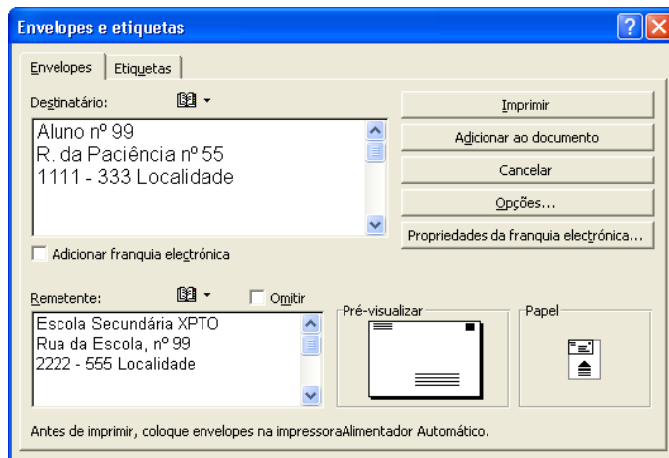 Envelopes e etiquetas
Envelopes
Etiquetas
Destinatário:
Aluno nº 99
R. da Paciência nº 55
1111 - 333 Localidade
Adicionar franquia electrónica
Imprimir
Adicionar ao documento
Cancelar
Opções...
Propriedades da franquia electrónica...
Remetente:
Omitir
Escola Secundária XPTO
Rua da Escola, nº 99
2222 - 555 Localidade
Pré-visualizar
Papel
Antes de imprimir, coloque envelopes na impressoraAlimentador Automático.